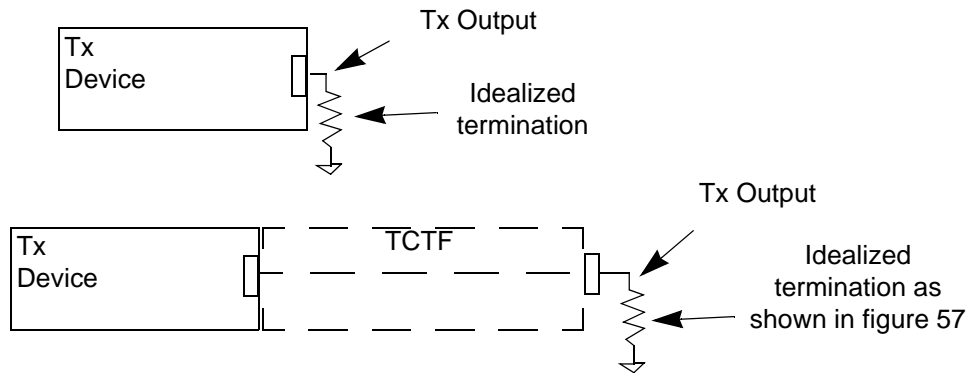 Tx Output
Tx
Device
Idealized
termination
Tx Output
TCTF
Tx
Device
Idealized
termination as
shown in figure 57